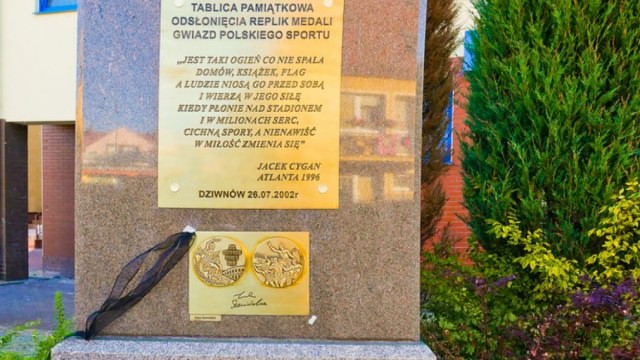 TABLICA PAMIĄTKOWA
ODSŁONIĘCIA REPLIK MEDALI
GWIAZD POLSKIEGO SPORTU
„JEST TAKI OGIEŃ CO NIE SPALA
DOMÓW, KSIĄŻEK, FLAG
A LUDZIE NIOSĄ GO PRZED SOBĄ
I WIERZĄ W JEGO SIŁĘ
KIEDY PŁONIE NAD STADIONEM
I W MILIONACH SERC,
CICHNĄ SPORY, A NIENAWIŚĆ
W MIŁOŚĆ ZMIENIA SIĘ"
JACEK CYGAN
ATLANTA 1996
DZIWNÓW 26.07.2002r